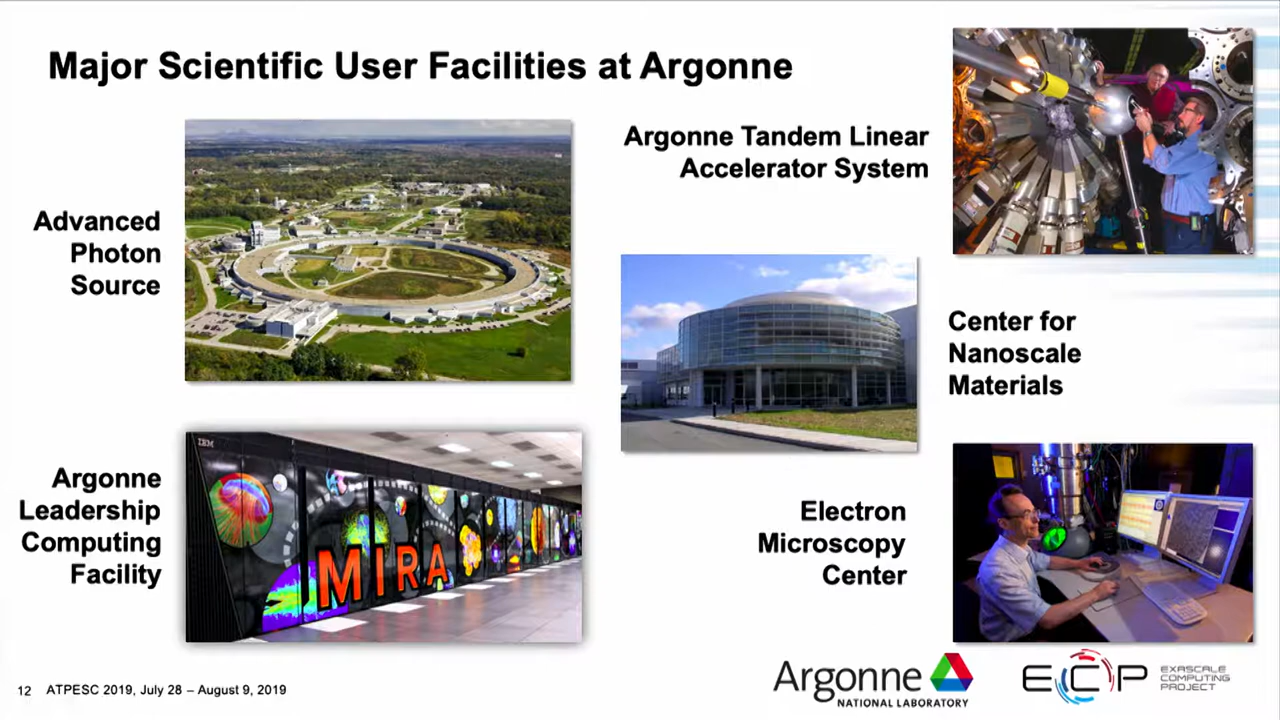 Major Scientific User Facilities at Argonne
Advanced
Photon
Source
Argonne Tandem Linear
Accelerator System
Center for
Nanoscale
Materials
IBM
MIRA
Argonne
Leadership
Computing
Facility
Electron
Microscopy
Center
12 ATPESC 2019, July 28 – August 9, 2019
Argonne
NATIONAL LABORATORY
ECP
EXASCALE
COMPUTING
PROJECT